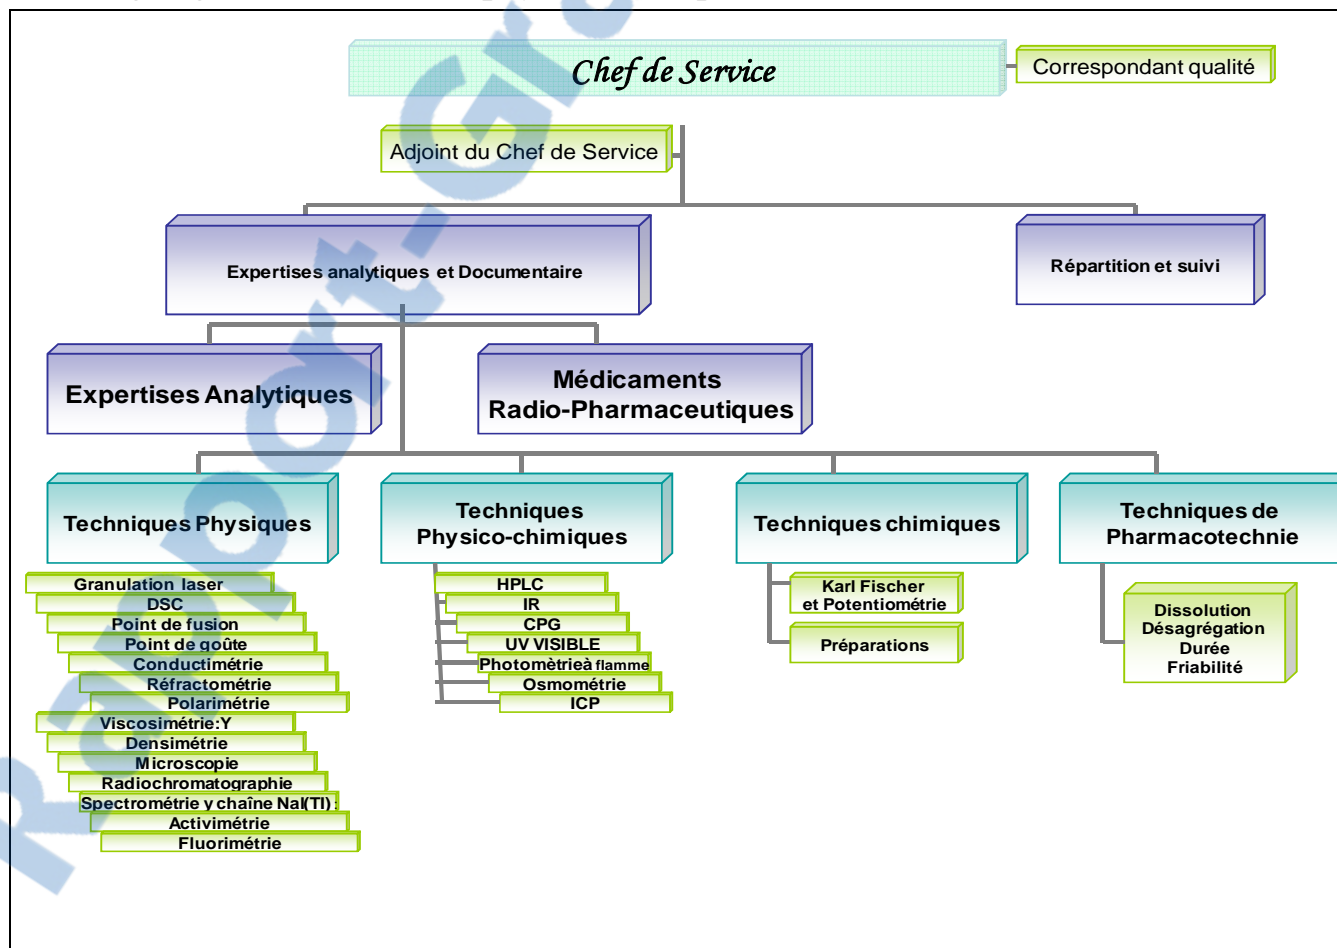 Chef de Service
Correspondant qualité
Adjoint du Chef de Service
Expertises analytiques et Documentaire
Répartition et suivi
Expertises Analytiques
Médicaments
Radio-Pharmaceutiques
Techniques Physiques
Techniques
Physico-chimiques
Techniques chimiques
Techniques de
Pharmacotechnie
Granulation laser
DSC
Point de fusion
Point de goûte
Conductimétrie
Réfractométrie
Polarimétrie
Viscosimétrie:Y
Densimétrie
Microscopie
Radiochromatographie
Spectrométrie y chaîne NaI(Tl) :
Activimétrie
Fluorimétrie
HPLC
IR
CPG
UV VISIBLE
Photomètrieà flamme
Osmométrie
ICP
Karl Fischer
et Potentiométrie
Préparations
Dissolution
Désagrégation
Durée
Friabilité
Rapport-Gra